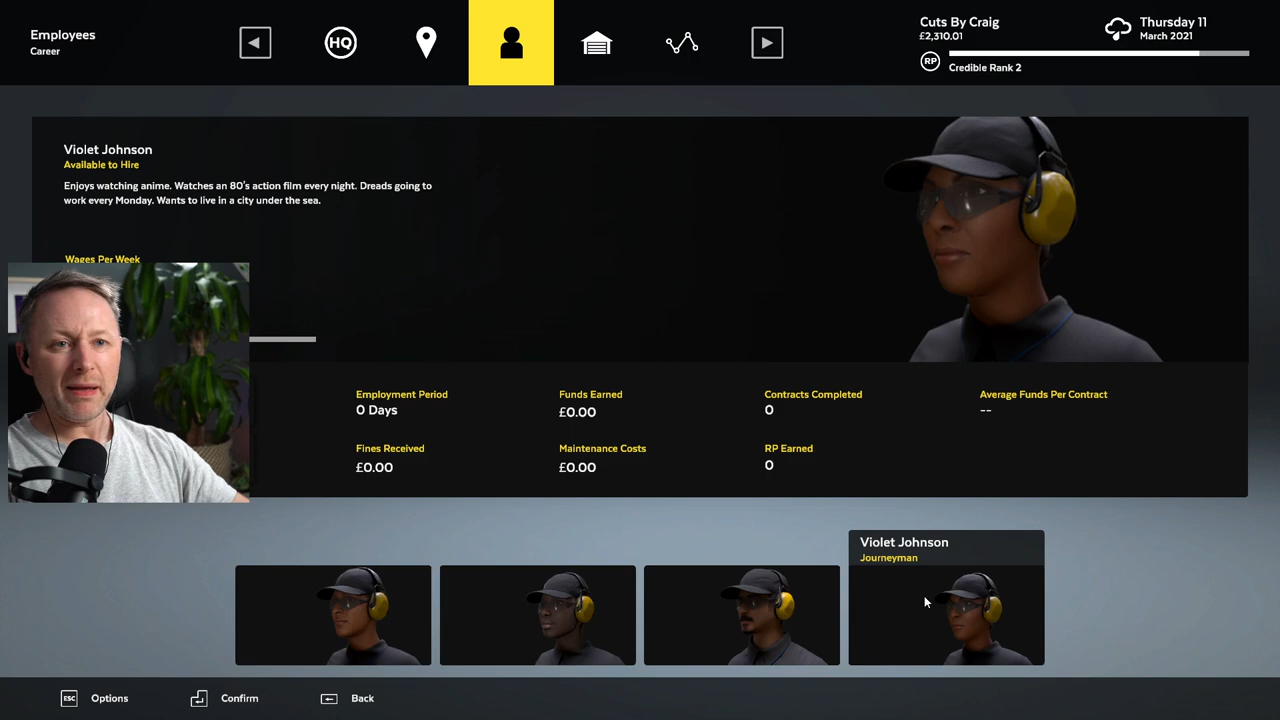 Employees
Career
HQ
Cuts By Craig
£2,310.01
Thursday 11
March 2021
RP
Credible Rank 2
Violet Johnson
Available to Hire
Enjoys watching anime. Watches an 80's action film every night. Dreads going to
work every Monday. Wants to live in a city under the sea.
Wages Per Week
Employment Period
0 Days
Funds Earned
£0.00
Contracts Completed
0
Average Funds Per Contract
--
Fines Received
£0.00
Maintenance Costs
£0.00
RP Earned
0
Violet Johnson
Journeyman
ESC
Options
Confirm
Back